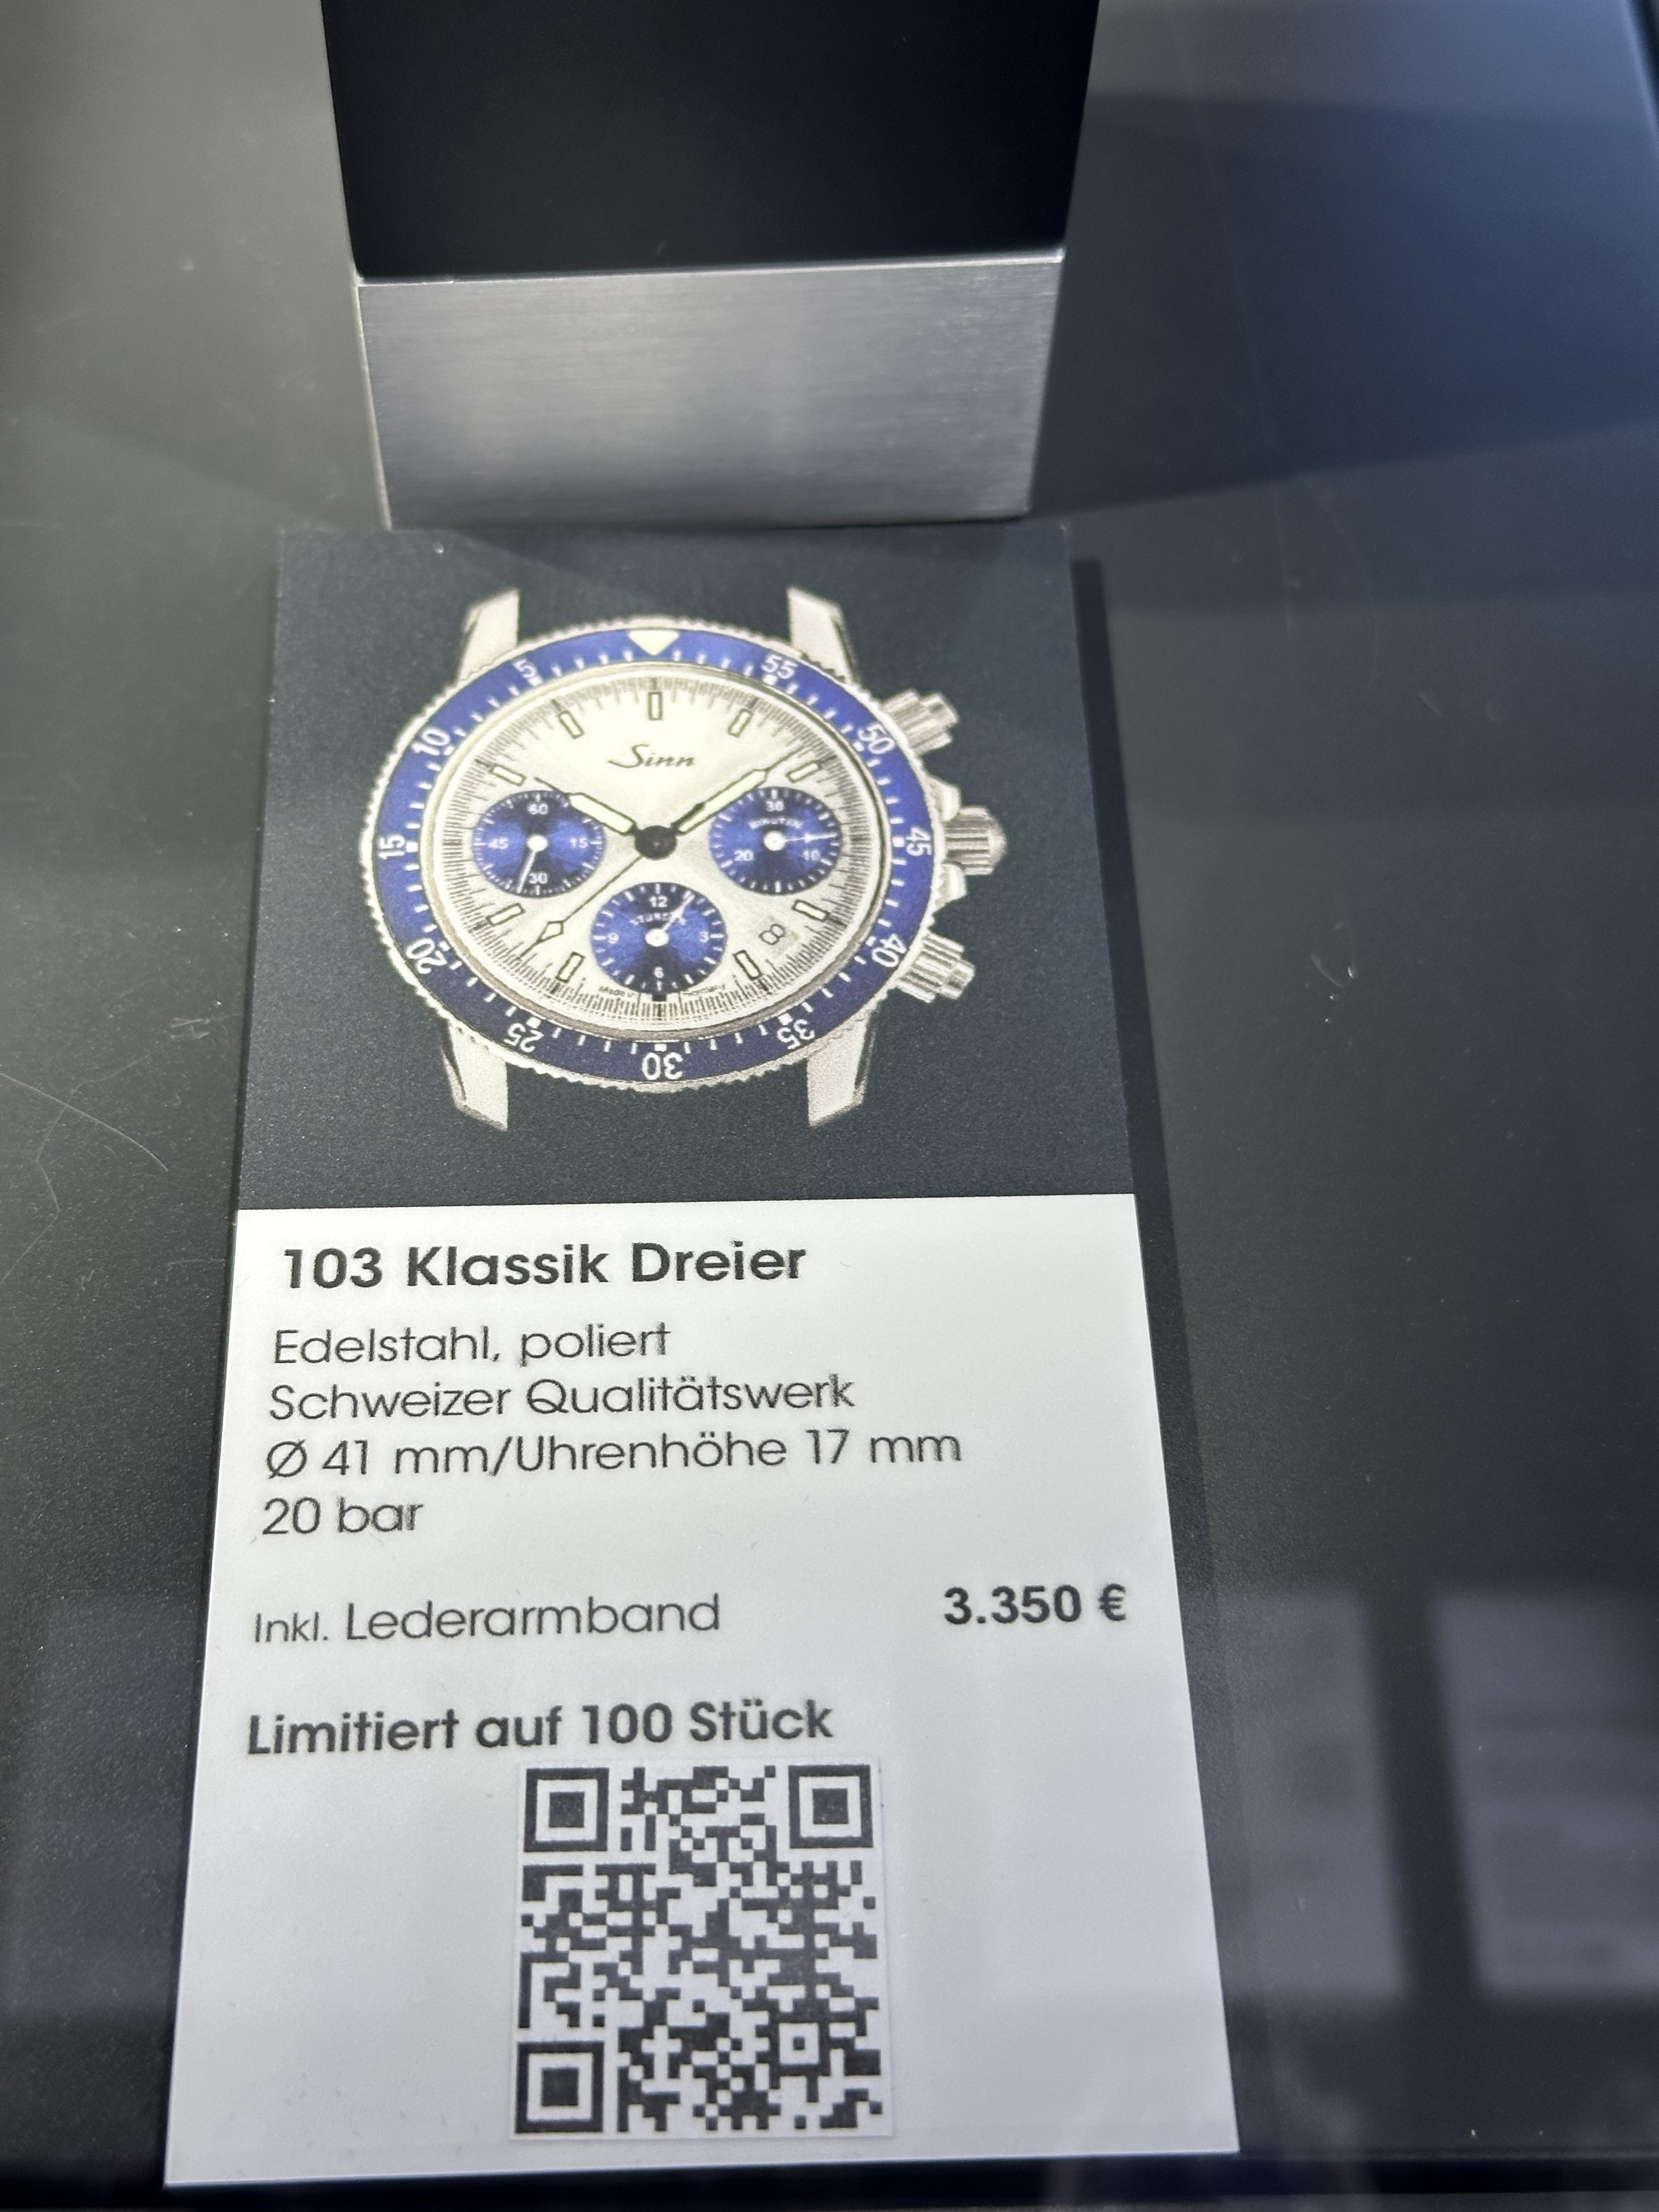 5
55
10
50
Sinn
60
45
15
30
30
MINUTEN
20
10
15
45
12
STUNDEN
9
3
6
8
20
40
25
35
30
103 Klassik Dreier
Edelstahl, poliert
Schweizer Qualitätswerk
Ø 41 mm/Uhrenhöhe 17 mm
20 bar
Inkl. Lederarmband 3.350 €
Limitiert auf 100 Stück